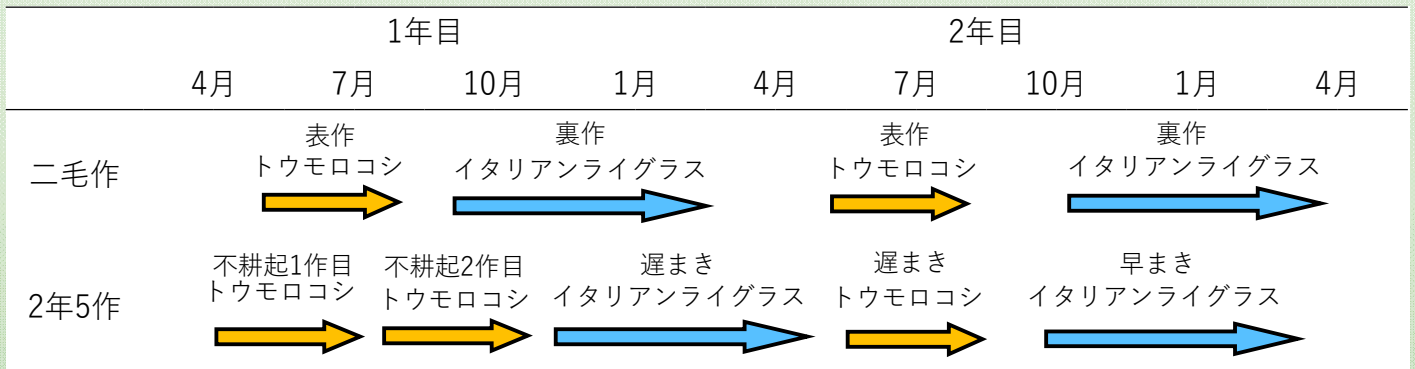 1年目 2年目
4月 7月 10月 1月 4月 7月 10月 1月 4月
表作 裏作 表作 裏作
二毛作 トウモロコシ イタリアンライグラス トウモロコシ イタリアンライグラス
不耕起1作目 不耕起2作目 遅まき 遅まき 早まき
2年5作 トウモロコシ トウモロコシ イタリアンライグラス トウモロコシ イタリアンライグラス